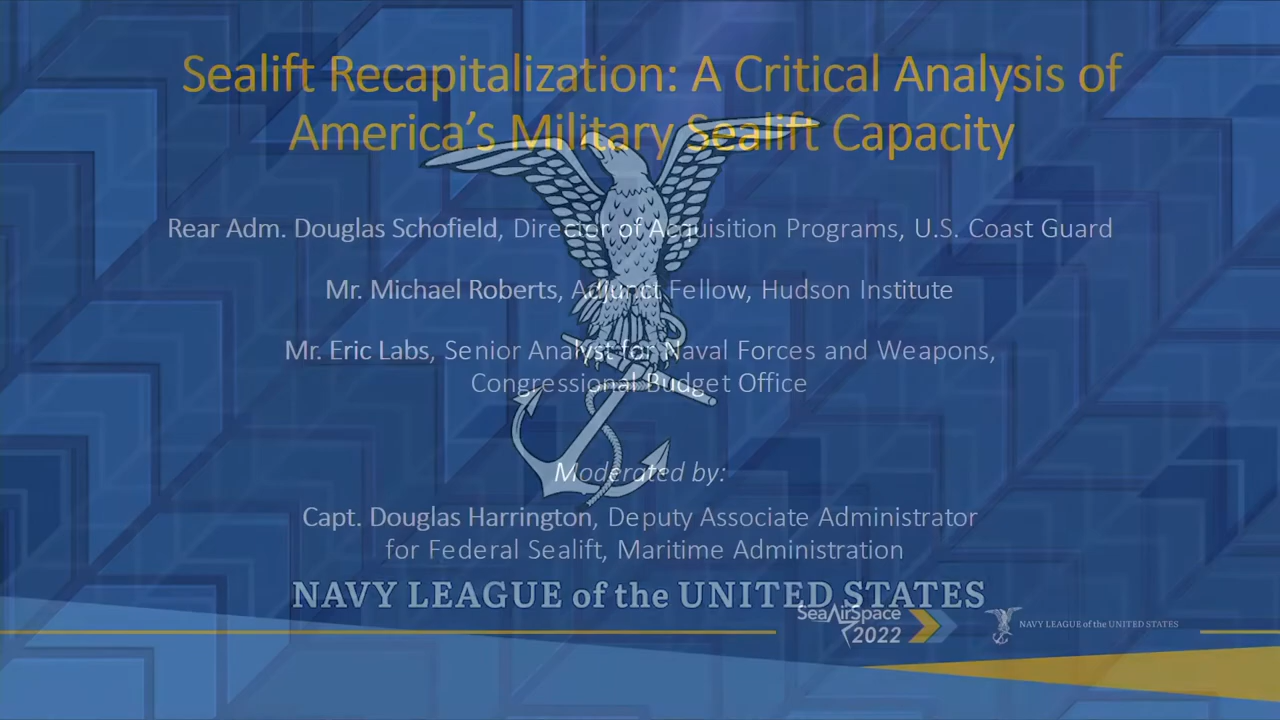 Sealift Recapitalization: A Critical Analysis of
America's Military Sealift Capacity
Rear Adm. Douglas Schofield, Director of Acquisition Programs, U.S. Coast Guard
Mr. Michael Roberts, Adjunct Fellow, Hudson Institute
Mr. Eric Labs, Senior Analyst for Naval Forces and Weapons,
Congressional Budget Office
Moderated by:
Capt. Douglas Harrington, Deputy Associate Administrator
for Federal Sealift, Maritime Administration
NAVY LEAGUE of the UNITED STATES
SeaAirSpace
2022
NAVY LEAGUE of the UNITED STATES